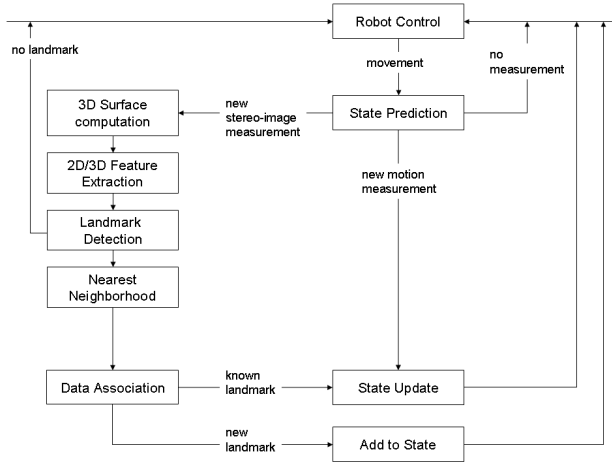 Robot Control
no landmark
movement
no
measurement
3D Surface
computation
new
stereo-image
measurement
State Prediction
2D/3D Feature
Extraction
new motion
measurement
Landmark
Detection
Nearest
Neighborhood
Data Association
known
landmark
State Update
new
landmark
Add to State